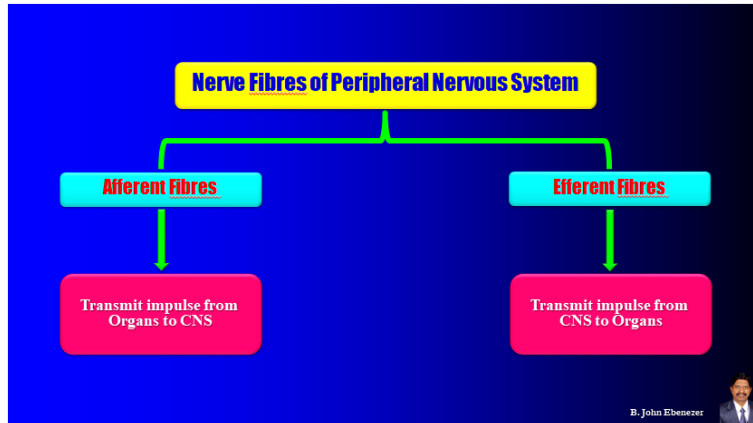 Nerve Fibres of Peripheral Nervous System
Afferent Fibres
Efferent Fibres
Transmit impulse from
Organs to CNS
Transmit impulse from
CNS to Organs
B. John Ebenezer